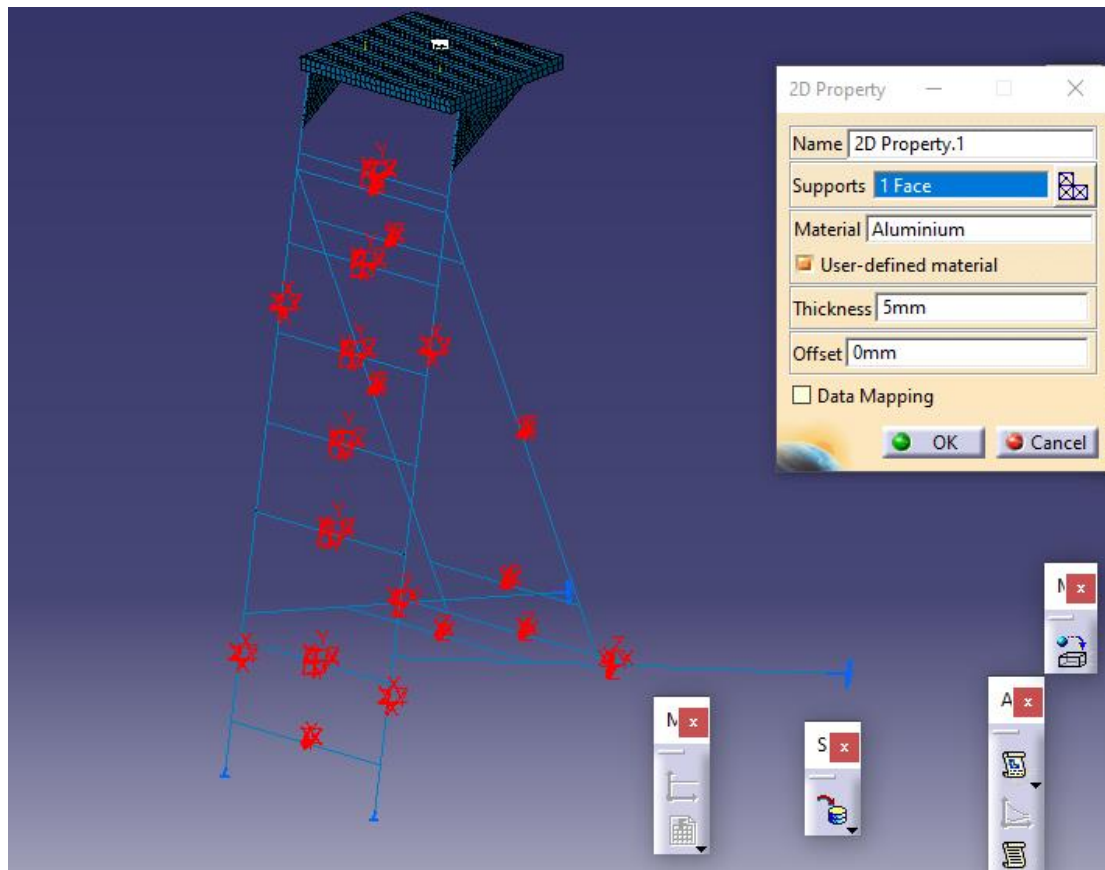 2D Property
Name 2D Property.1
Supports 1 Face
Material Aluminium
User-defined material
Thickness 5mm
Offset 0mm
Data Mapping
OK Cancel
M x
A x
M x
S x